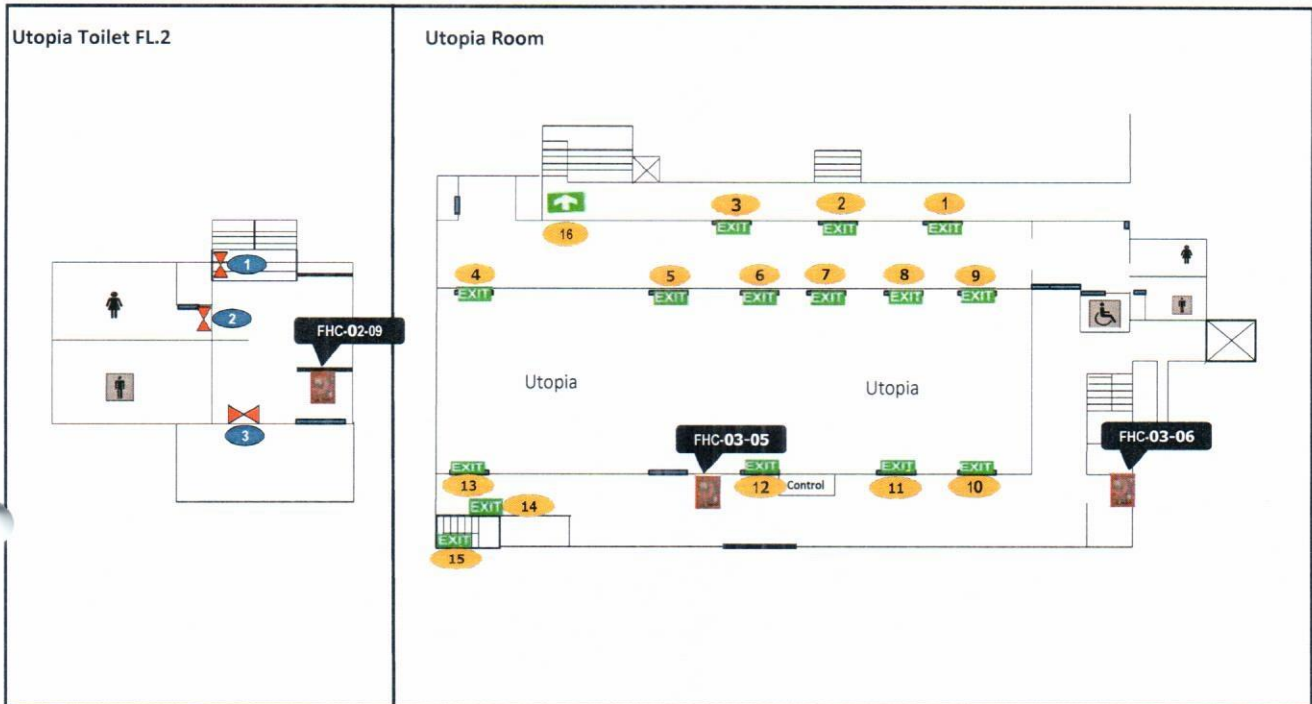 Utopia Toilet FL.2
1
2
FHC-02-09
3
Utopia Room
3
2
1
EXIT
EXIT
EXIT
16
4
5
6
7
8
9
EXIT
EXIT
EXIT
EXIT
EXIT
EXIT
Utopia
Utopia
FHC-03-05
FHC-03-06
EXIT
EXIT
EXIT
EXIT
13
12
Control
11
10
EXIT
14
EXIT
15